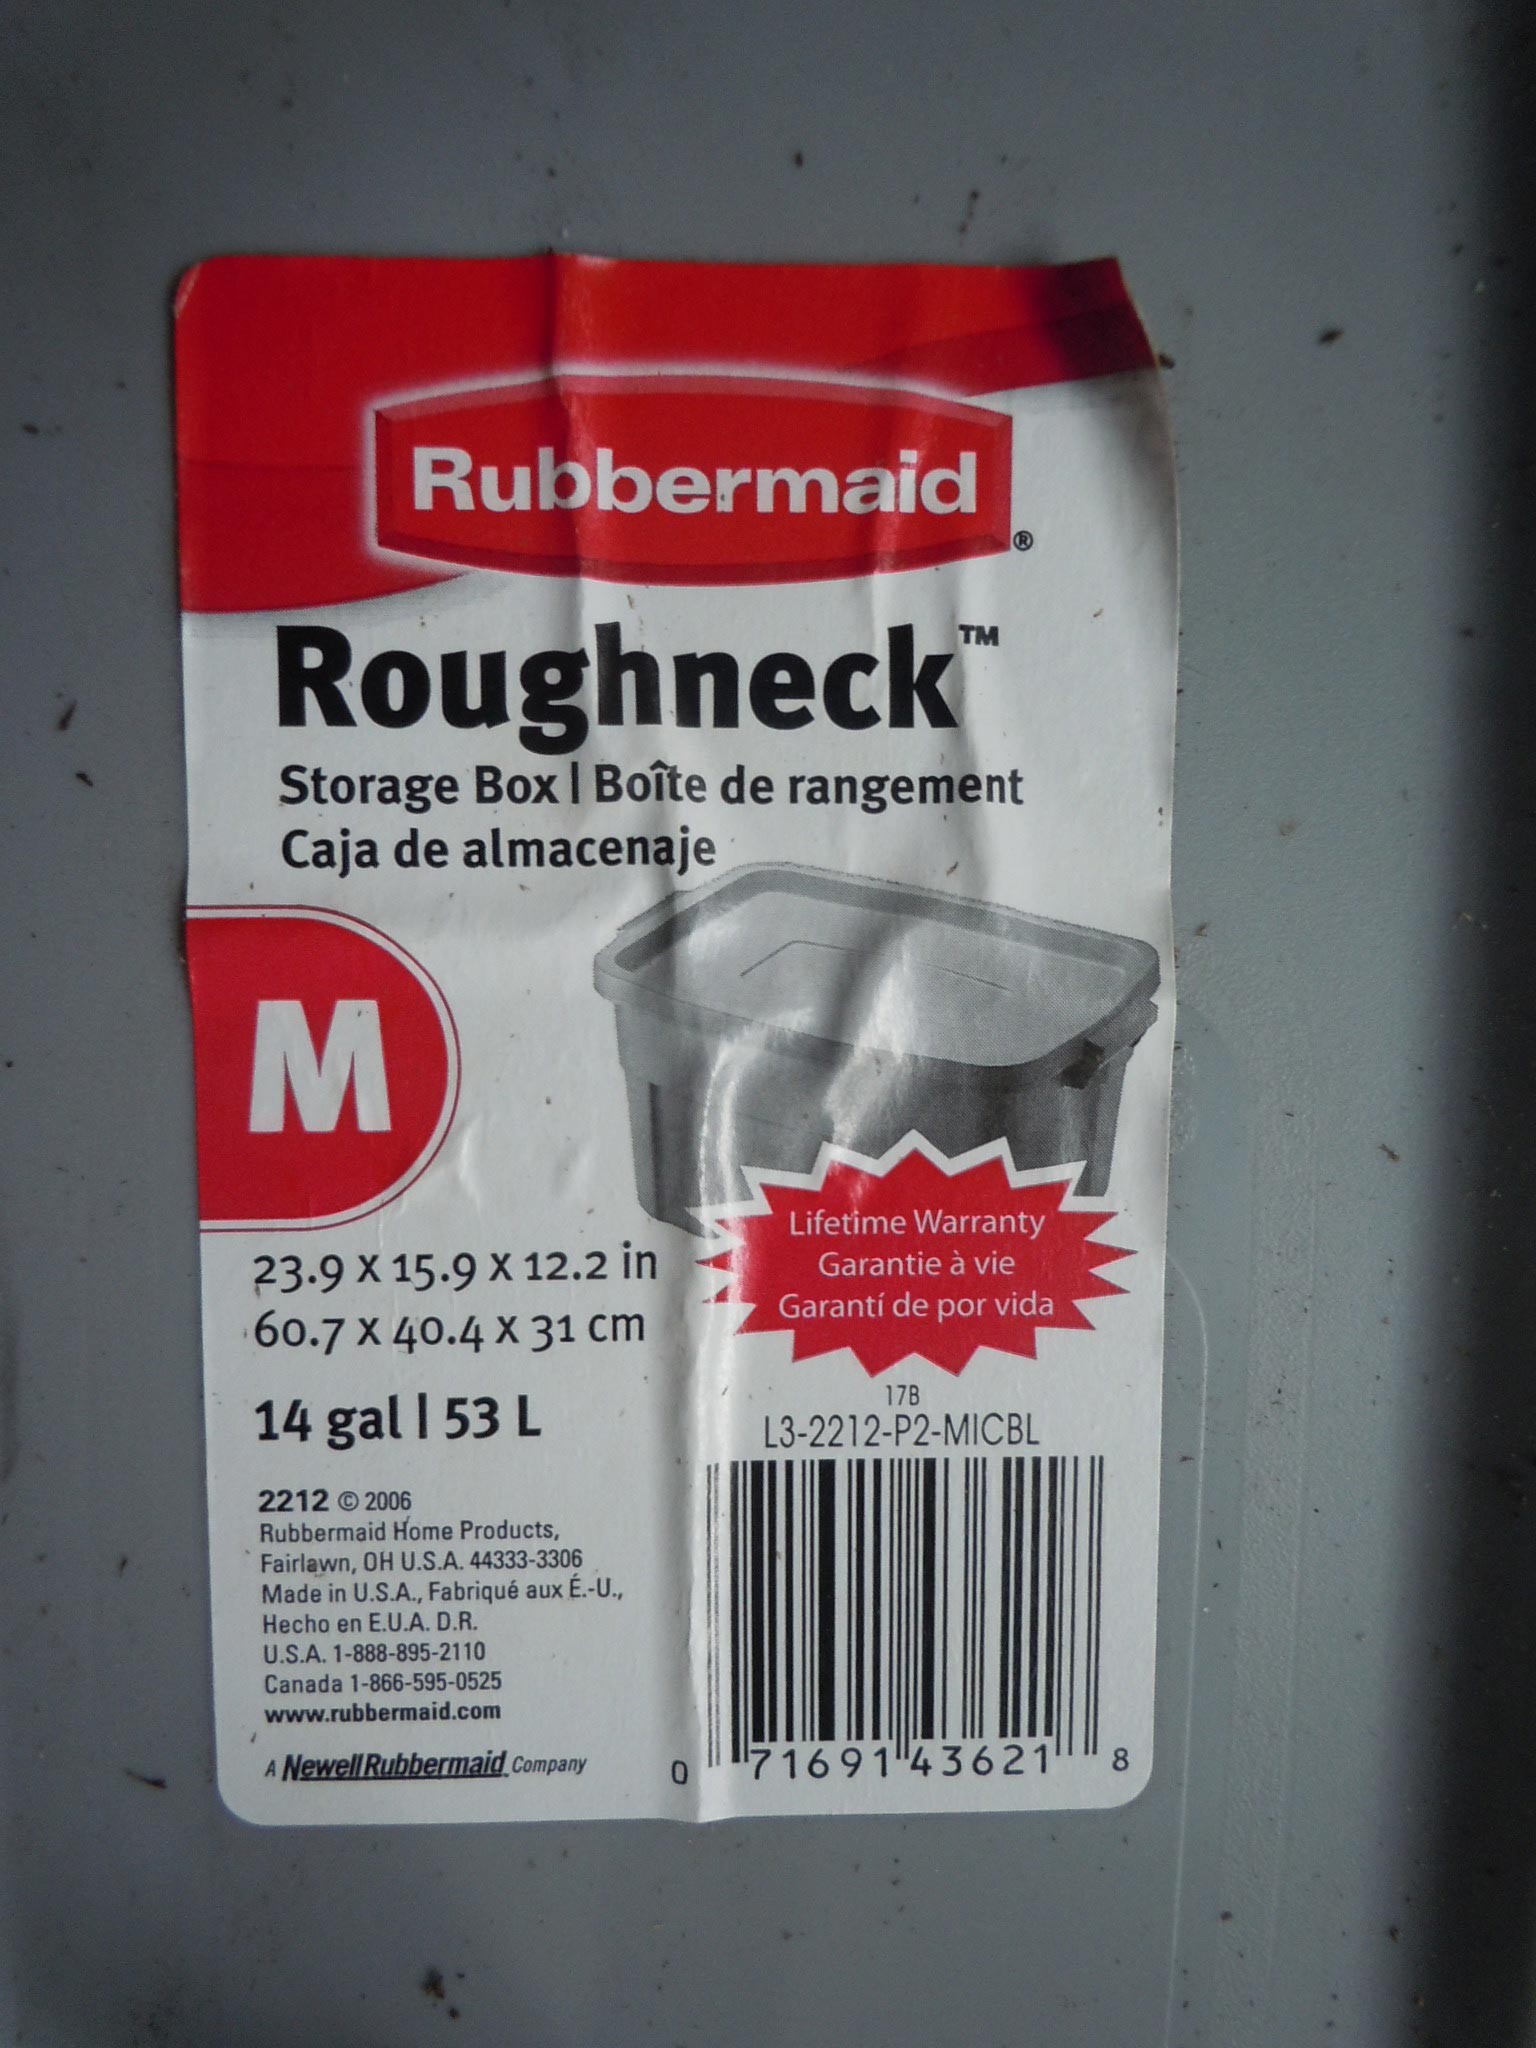 Rubbermaid
®
Roughneck™
Storage Box | Boîte de rangement
Caja de almacenaje
M
Lifetime Warranty
Garantie à vie
Garantí de por vida
23.9 x 15.9 x 12.2 in
60.7 x 40.4 x 31 cm
14 gal | 53 L
17B
L3-2212-P2-MICBL
2212 © 2006
Rubbermaid Home Products,
Fairlawn, OH U.S.A. 44333-3306
Made in U.S.A., Fabriqué aux É.-U.,
Hecho en E.U.A. D.R.
U.S.A. 1-888-895-2110
Canada 1-866-595-0525
www.rubbermaid.com
A Newell Rubbermaid Company
0 71691 43621 8